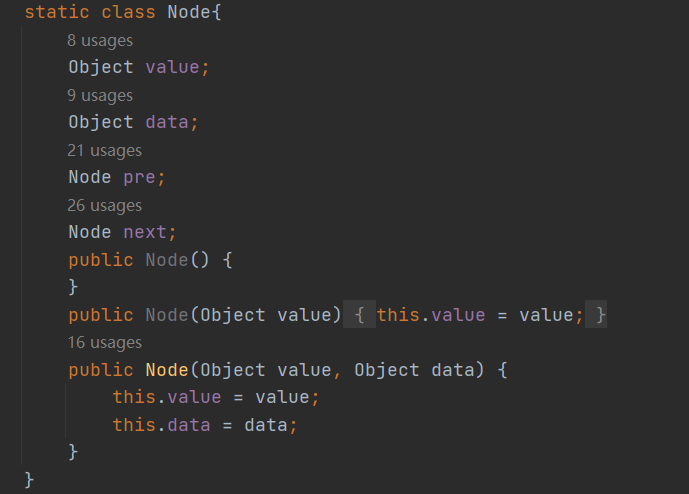 static class Node{
8 usages
Object value;
9 usages
Object data;
21 usages
Node pre;
26 usages
Node next;
public Node() {
}
public Node(Object value) { this.value = value; }
16 usages
public Node(Object value, Object data) {
this.value = value;
this.data = data;
}
}